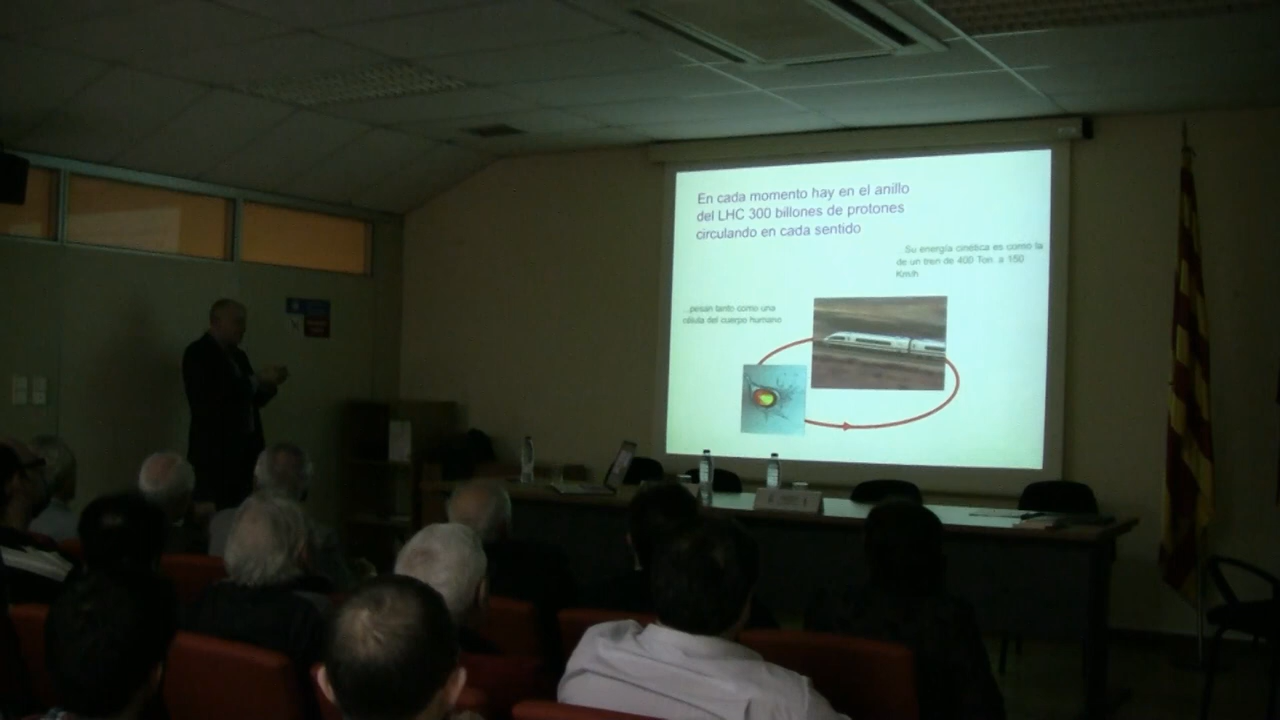 En cada momento hay en el anillo
del LHC 300 billones de protones
circulando en cada sentido
..Su energía cinética es como la
de un tren de 400 Ton. a 150
Km/h
...pesan tanto como una
célula del cuerpo humano